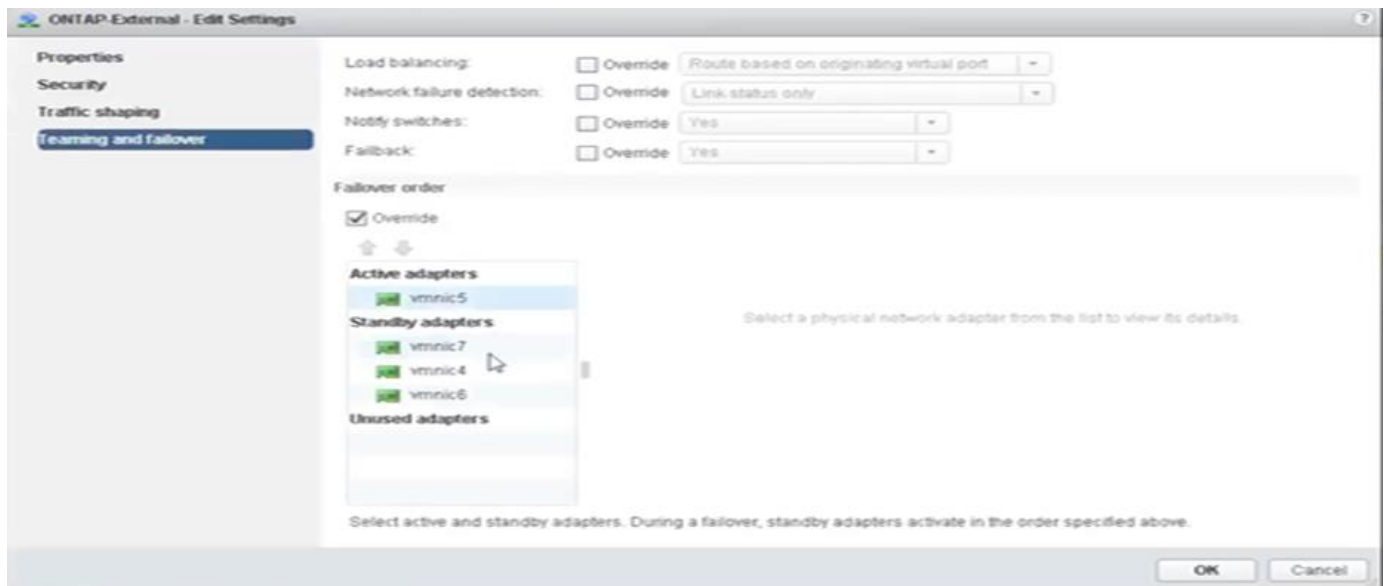 ONTAP-External - Edit Settings
?
Properties
Security
Traffic shaping
Teaming and failover
Load balancing:
Override
Route based on originating virtual port
Network failure detection:
Override
Link status only
Notify switches:
Override
Yes
Failback:
Override
Yes
Failover order
Override
Active adapters
vmnic5
Standby adapters
vmnic7
vmnic4
vmnic6
Unused adapters
Select a physical network adapter from the list to view its details.
Select active and standby adapters. During a failover, standby adapters activate in the order specified above.
OK
Cancel